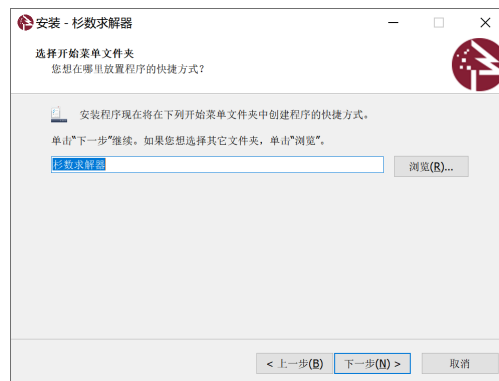 安装 - 杉数求解器
选择开始菜单文件夹
您想在哪里放置程序的快捷方式？
安装程序现在将在下列开始菜单文件夹中创建程序的快捷方式。
单击“下一步”继续。如果您想选择其它文件夹，单击“浏览”。
杉数求解器
浏览(R)...
< 上一步(B)
下一步(N) >
取消